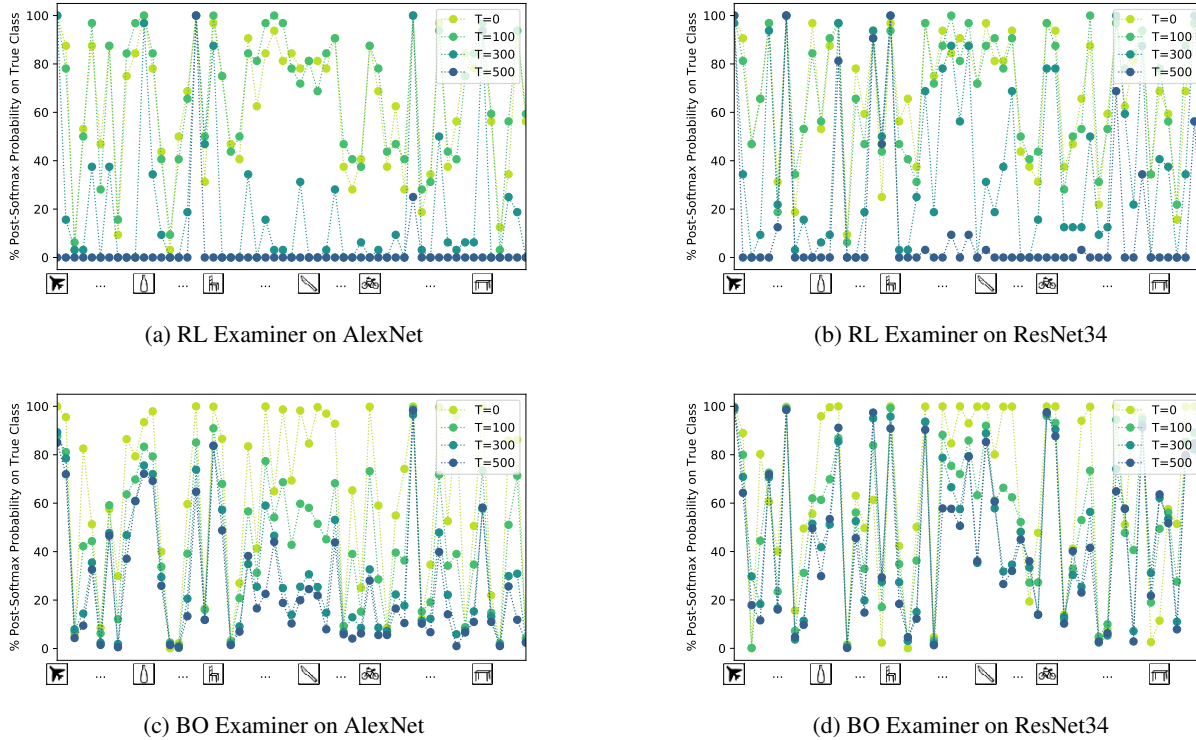 % Post-Softmax Probability on True Class
100
80
60
40
20
0
T=0
T=100
T=300
T=500
... ... ... ...
(a) RL Examiner on AlexNet
% Post-Softmax Probability on True Class
100
80
60
40
20
0
T=0
T=100
T=300
T=500
... ... ... ...
(b) RL Examiner on ResNet34
% Post-Softmax Probability on True Class
100
80
60
40
20
0
T=0
T=100
T=300
T=500
... ... ... ...
(c) BO Examiner on AlexNet
% Post-Softmax Probability on True Class
100
80
60
40
20
0
T=0
T=100
T=300
T=500
... ... ... ...
(d) BO Examiner on ResNet34